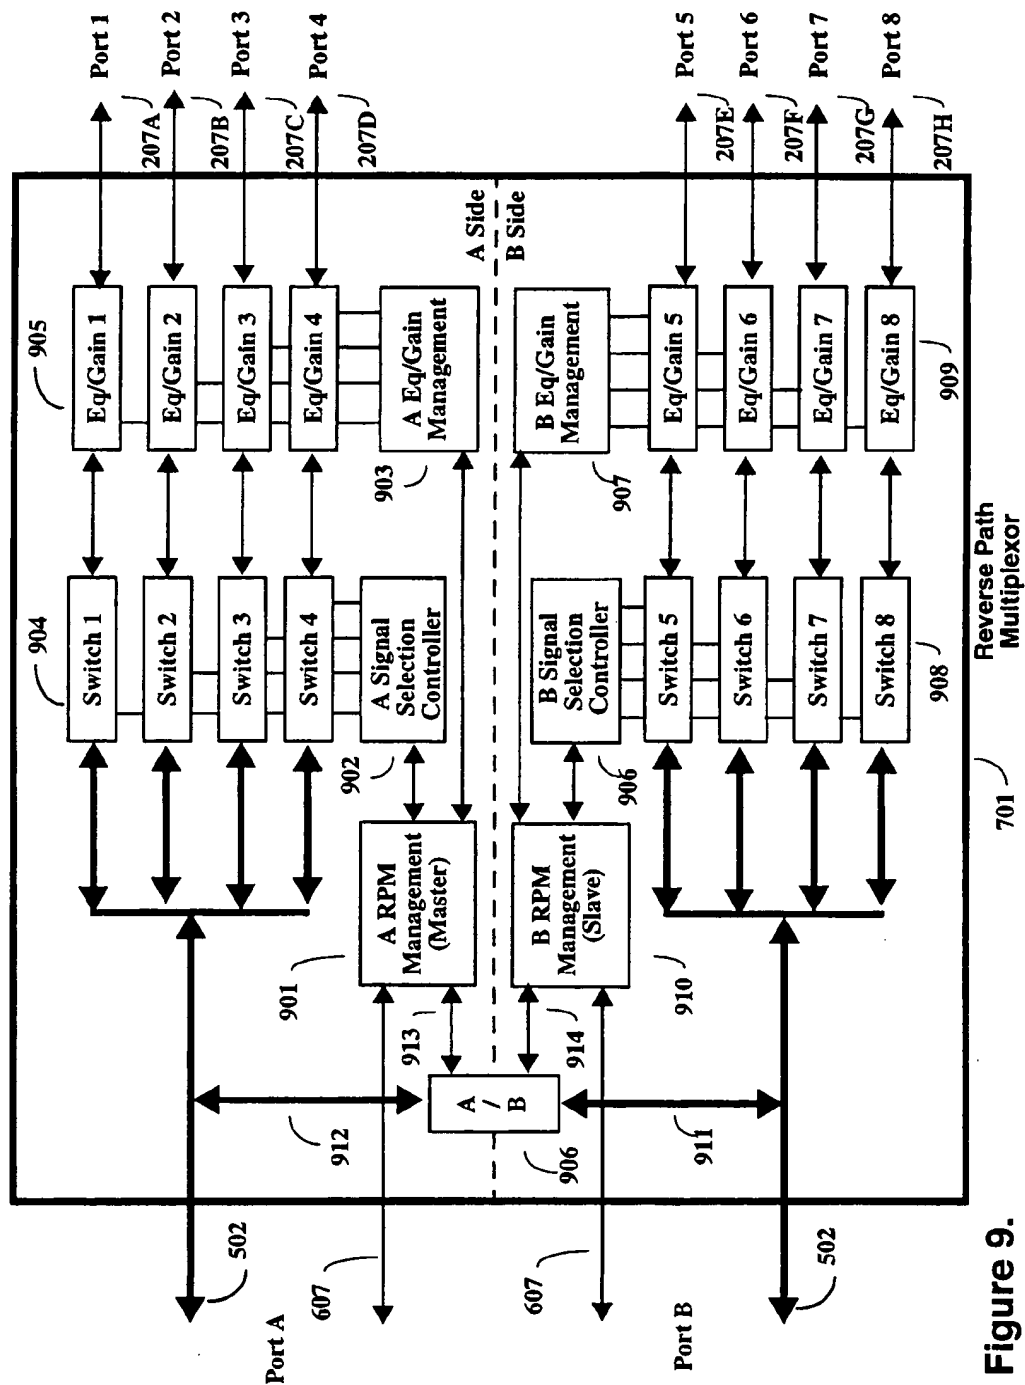 Port 1
Port 2
Port 3
Port 4
Port 5
Port 6
Port 7
Port 8
207A
207B
207C
207D
207E
207F
207G
207H
A Side
B Side
905
Eq/Gain 1
Eq/Gain 2
Eq/Gain 3
Eq/Gain 4
A Eq/Gain
Management
903
B Eq/Gain
Management
907
Eq/Gain 5
Eq/Gain 6
Eq/Gain 7
Eq/Gain 8
909
904
Switch 1
Switch 2
Switch 3
Switch 4
A Signal
Selection
Controller
902
B Signal
Selection
Controller
906
Switch 5
Switch 6
Switch 7
Switch 8
908
Reverse Path
Multiplexor
701
A RPM
Management
(Master)
901
B RPM
Management
(Slave)
910
913
914
A
/
B
906
912
911
502
Port A
607
607
Port B
502
Figure 9.